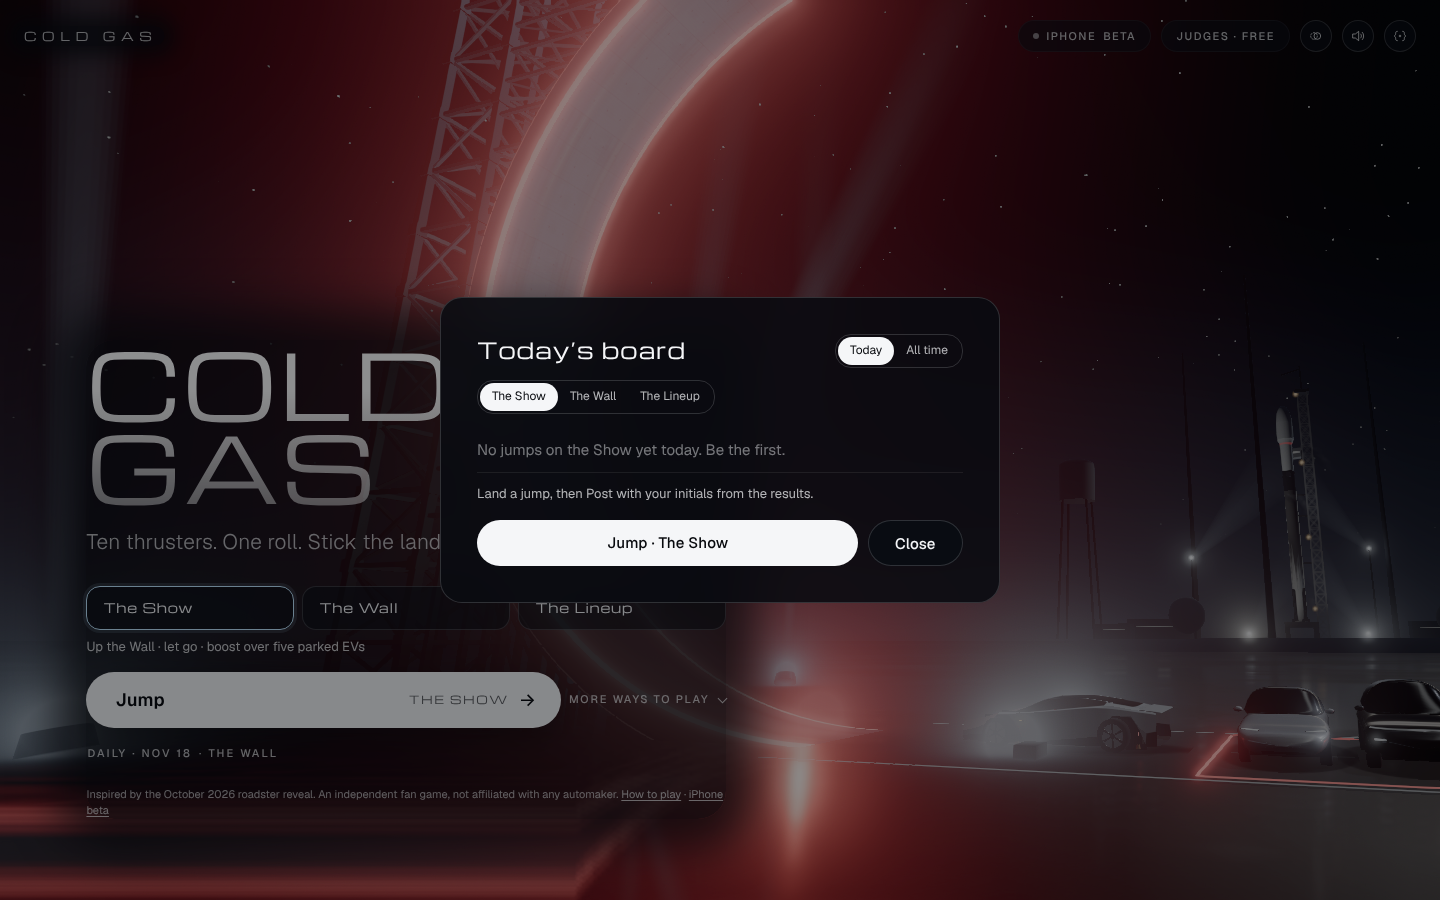 COLD GAS
IPHONE BETA
JUDGES · FREE
COLD
GAS
Ten thrusters. One roll. Stick the land
Today's board
Today
All time
The Show
The Wall
The Lineup
No jumps on the Show yet today. Be the first.
Land a jump, then Post with your initials from the results.
Jump · The Show
Close
The Show
The Wall
The Lineup
Up the Wall · let go · boost over five parked EVs
Jump
THE SHOW
MORE WAYS TO PLAY
DAILY · NOV 18 · THE WALL
Inspired by the October 2026 roadster reveal. An independent fan game, not affiliated with any automaker. How to play · iPhone
beta